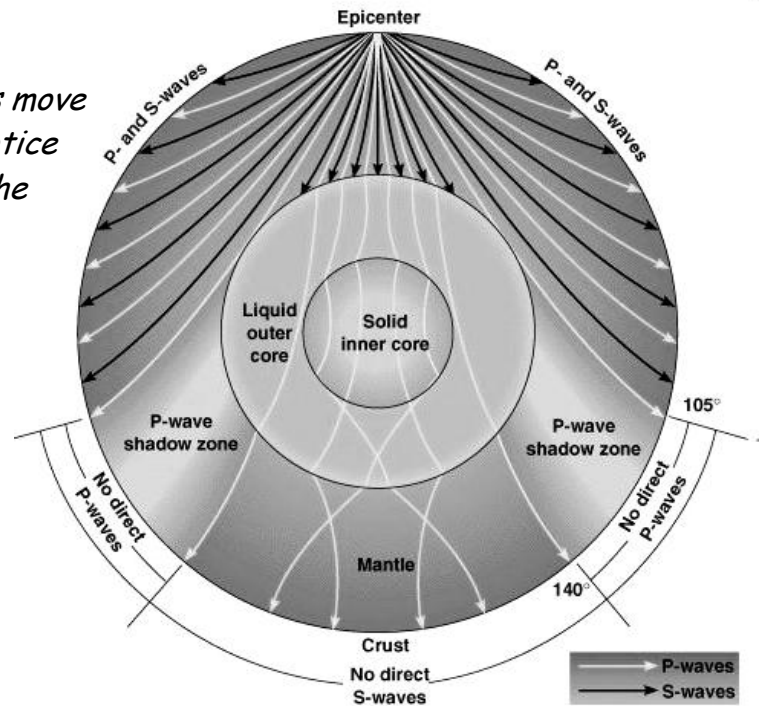 Epicenter
s move
tice
he
P- and S-waves
P- and S-waves
Liquid
outer
core
Solid
inner core
P-wave
shadow zone
P-wave
shadow zone
105°
No direct
P-waves
No direct
P-waves
Mantle
140°
Crust
No direct
S-waves
P-waves
S-waves